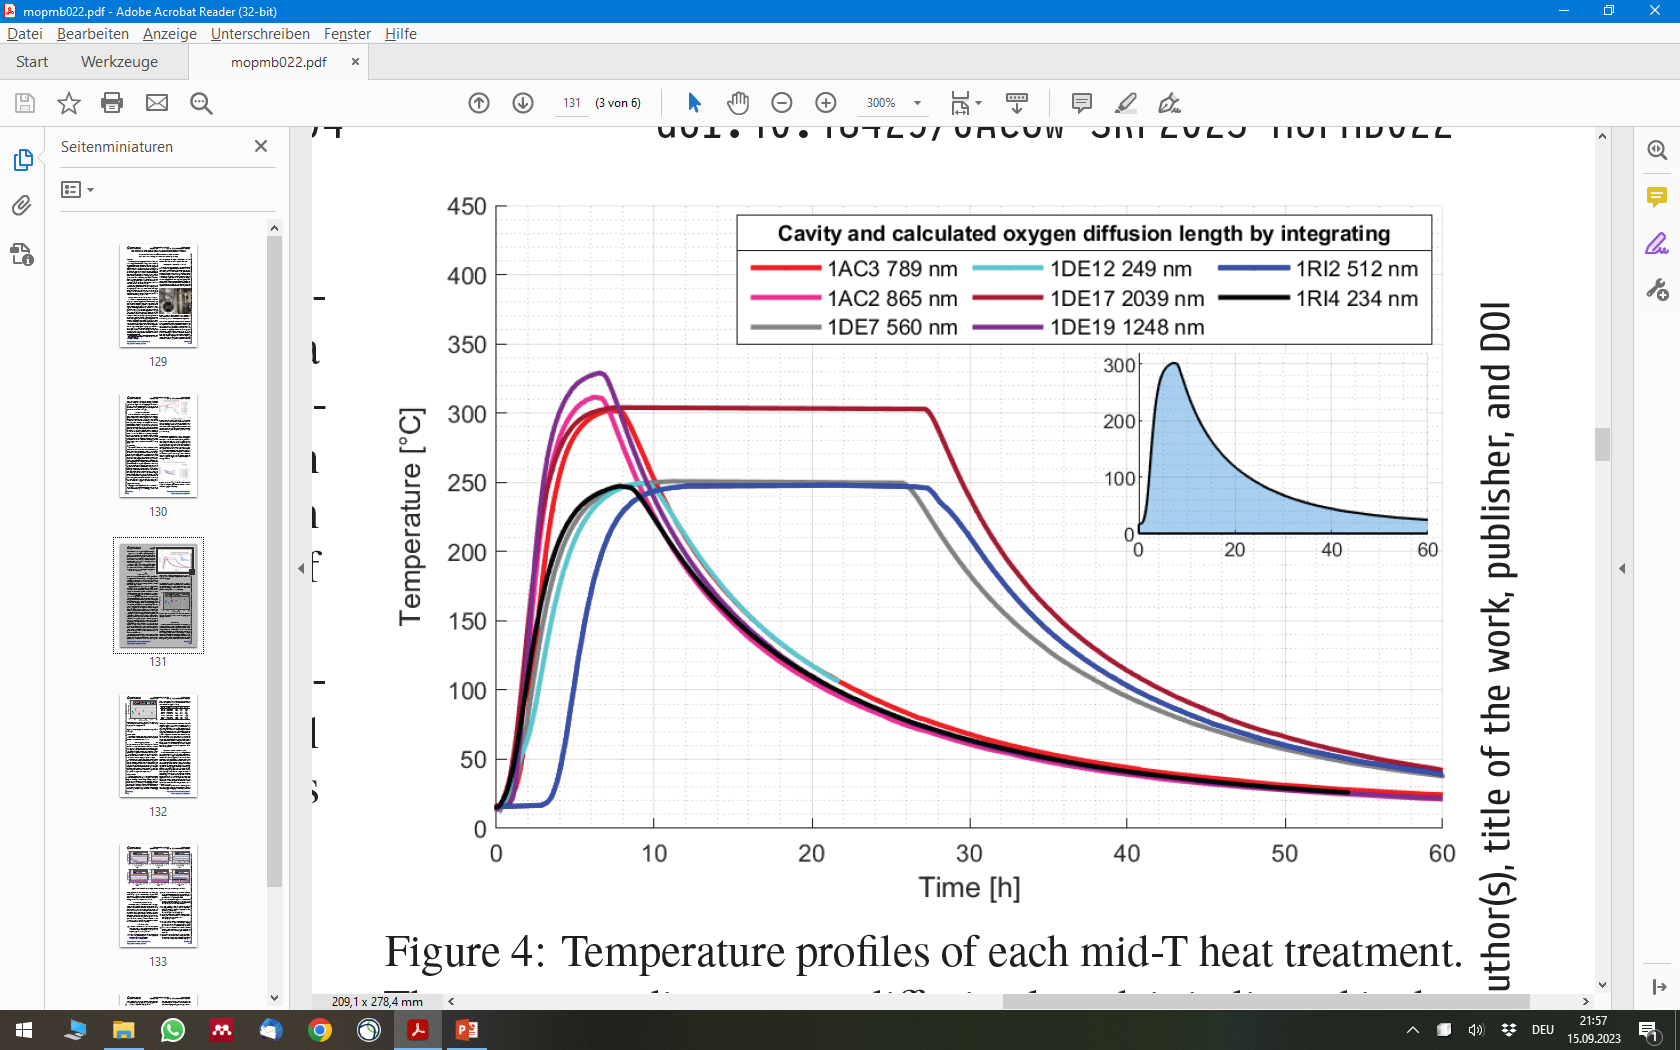 mopmb022.pdf - Adobe Acrobat Reader (32-bit)
Datei Bearbeiten Anzeige Unterschreiben Fenster Hilfe
Start Werkzeuge mopmb022.pdf
131 (3 von 6) 300%
Seitenminiaturen
129
130
131
132
133
450
400
350
300
250
200
150
100
50
0
Temperature [°C]
Cavity and calculated oxygen diffusion length by integrating
1AC3 789 nm 1DE12 249 nm 1RI2 512 nm
1AC2 865 nm 1DE17 2039 nm 1RI4 234 nm
1DE7 560 nm 1DE19 1248 nm
300
200
100
0
0 20 40 60
0 10 20 30 40 50 60
Time [h]
Figure 4: Temperature profiles of each mid-T heat treatment.
uthor(s), title of the work, publisher, and DOI
209,1 x 278,4 mm
DEU
21:57
15.09.2023
1